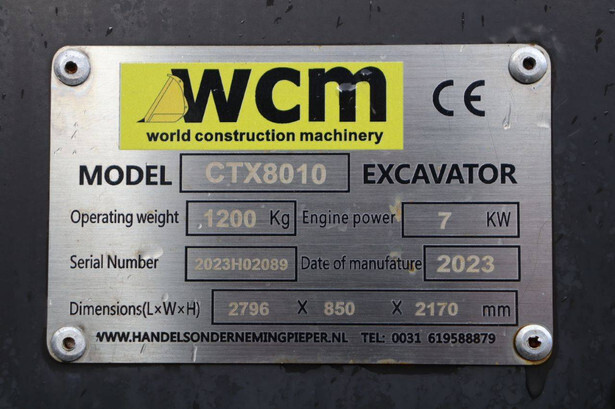 wcm CE
world construction machinery
MODEL CTX8010 EXCAVATOR
Operating weight 1200 Kg Engine power 7 KW
Serial Number 2023H02089 Date of manufature 2023
Dimensions(L×W×H) 2796 X 850 X 2170 mm
WWW.HANDELSONDERNEMINGPIEPER.NL TEL: 0031 619588879